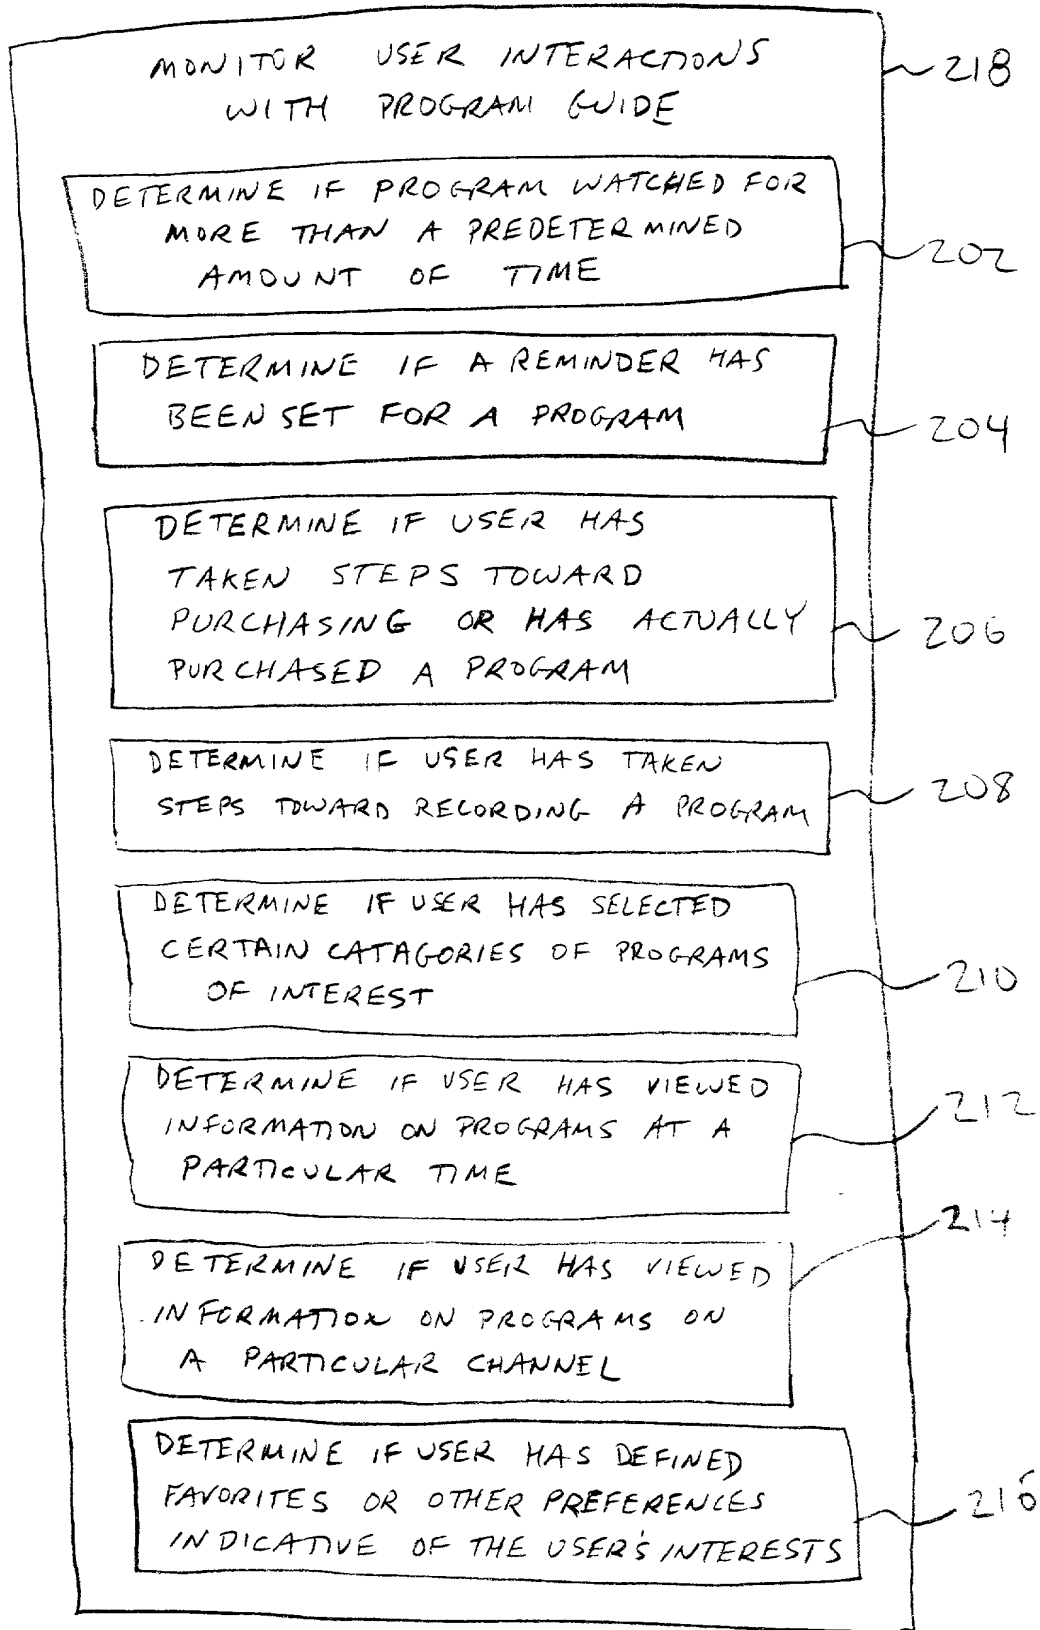 MONITOR USER INTERACTIONS
WITH PROGRAM GUIDE
218
DETERMINE IF PROGRAM WATCHED FOR
MORE THAN A PREDETERMINED
AMOUNT OF TIME
202
DETERMINE IF A REMINDER HAS
BEEN SET FOR A PROGRAM
204
DETERMINE IF USER HAS
TAKEN STEPS TOWARD
PURCHASING OR HAS ACTUALLY
PURCHASED A PROGRAM
206
DETERMINE IF USER HAS TAKEN
STEPS TOWARD RECORDING A PROGRAM
208
DETERMINE IF USER HAS SELECTED
CERTAIN CATAGORIES OF PROGRAMS
OF INTEREST
210
DETERMINE IF USER HAS VIEWED
INFORMATION ON PROGRAMS AT A
PARTICULAR TIME
212
DETERMINE IF USER HAS VIEWED
INFORMATION ON PROGRAMS ON
A PARTICULAR CHANNEL
214
DETERMINE IF USER HAS DEFINED
FAVORITES OR OTHER PREFERENCES
INDICATIVE OF THE USER'S INTERESTS
216